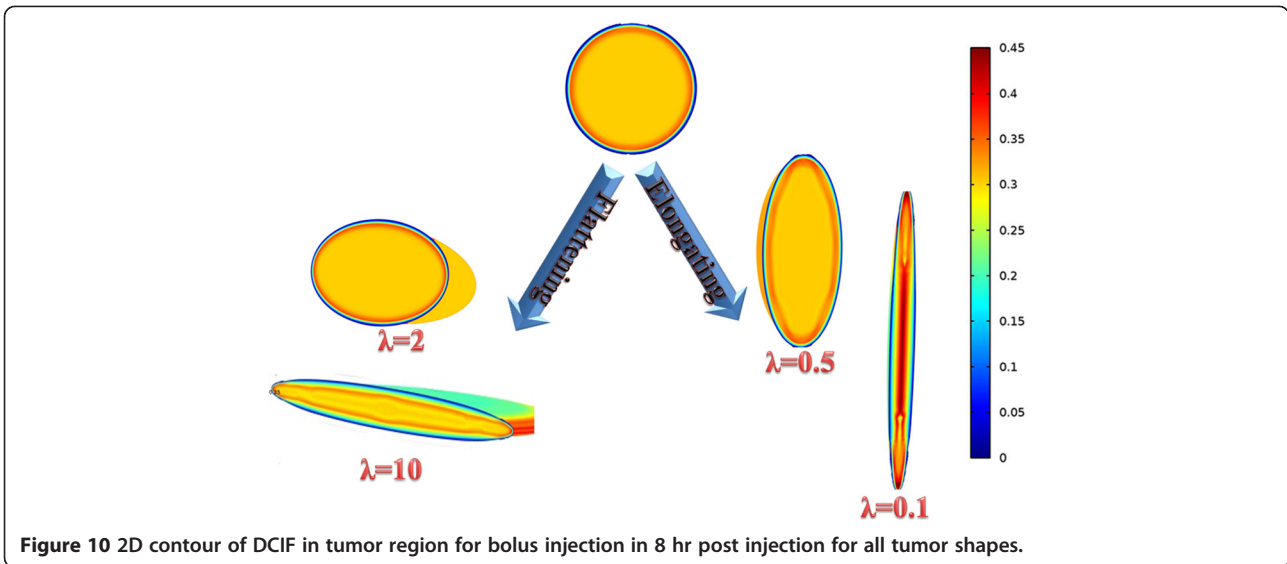 0.45
0.4
0.35
0.3
0.25
0.2
0.15
0.1
0.05
0
Flattening
Elongating
λ=2
λ=0.5
λ=10
λ=0.1
Figure 10 2D contour of DCIF in tumor region for bolus injection in 8 hr post injection for all tumor shapes.